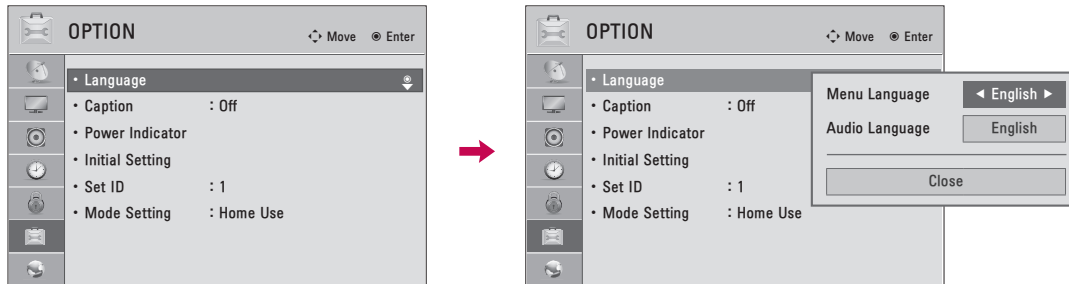 OPTION Move Enter
• Language
• Caption : Off
• Power Indicator
• Initial Setting
• Set ID : 1
• Mode Setting : Home Use
OPTION Move Enter
• Language
• Caption : Off
• Power Indicator
• Initial Setting
• Set ID : 1
• Mode Setting : Home Use
Menu Language ◄ English ►
Audio Language English
Close